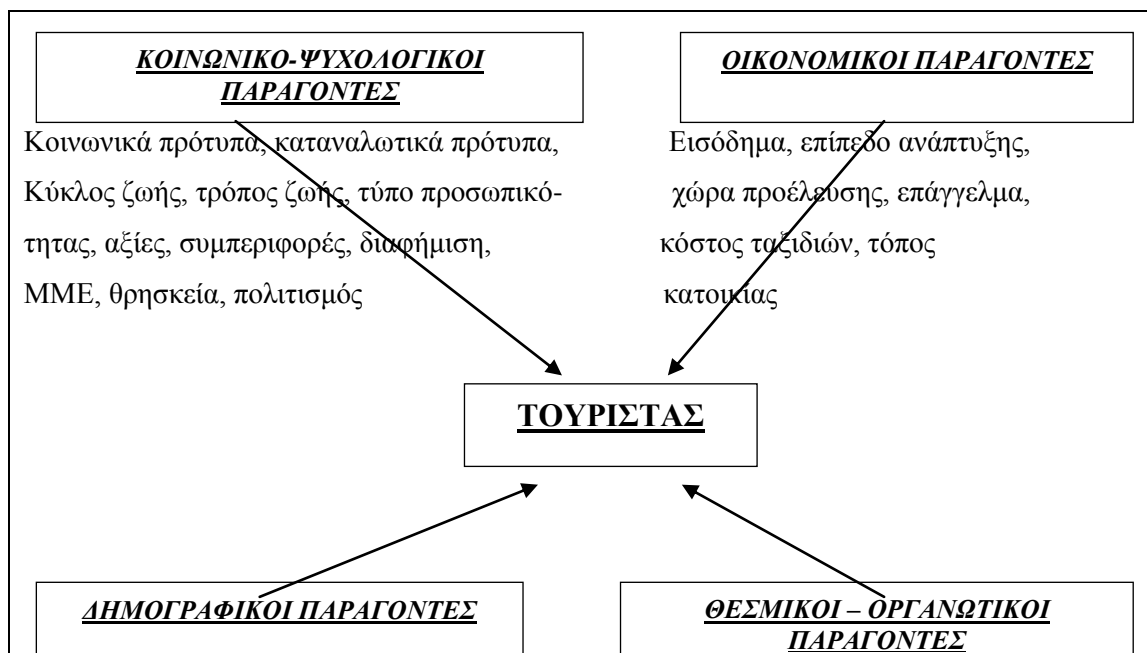 ΚΟΙΝΩΝΙΚΟ-ΨΥΧΟΛΟΓΙΚΟΙ
ΠΑΡΑΓΟΝΤΕΣ
Κοινωνικά πρότυπα, καταναλωτικά πρότυπα,
Κύκλος ζωής, τρόπος ζωής, τύπο προσωπικό-
τητας, αξίες, συμπεριφορές, διαφήμιση,
ΜΜΕ, θρησκεία, πολιτισμός
ΟΙΚΟΝΟΜΙΚΟΙ ΠΑΡΑΓΟΝΤΕΣ
Εισόδημα, επίπεδο ανάπτυξης,
χώρα προέλευσης, επάγγελμα,
κόστος ταξιδιών, τόπος
κατοικίας
ΤΟΥΡΙΣΤΑΣ
ΔΗΜΟΓΡΑΦΙΚΟΙ ΠΑΡΑΓΟΝΤΕΣ
ΘΕΣΜΙΚΟΙ – ΟΡΓΑΝΩΤΙΚΟΙ
ΠΑΡΑΓΟΝΤΕΣ